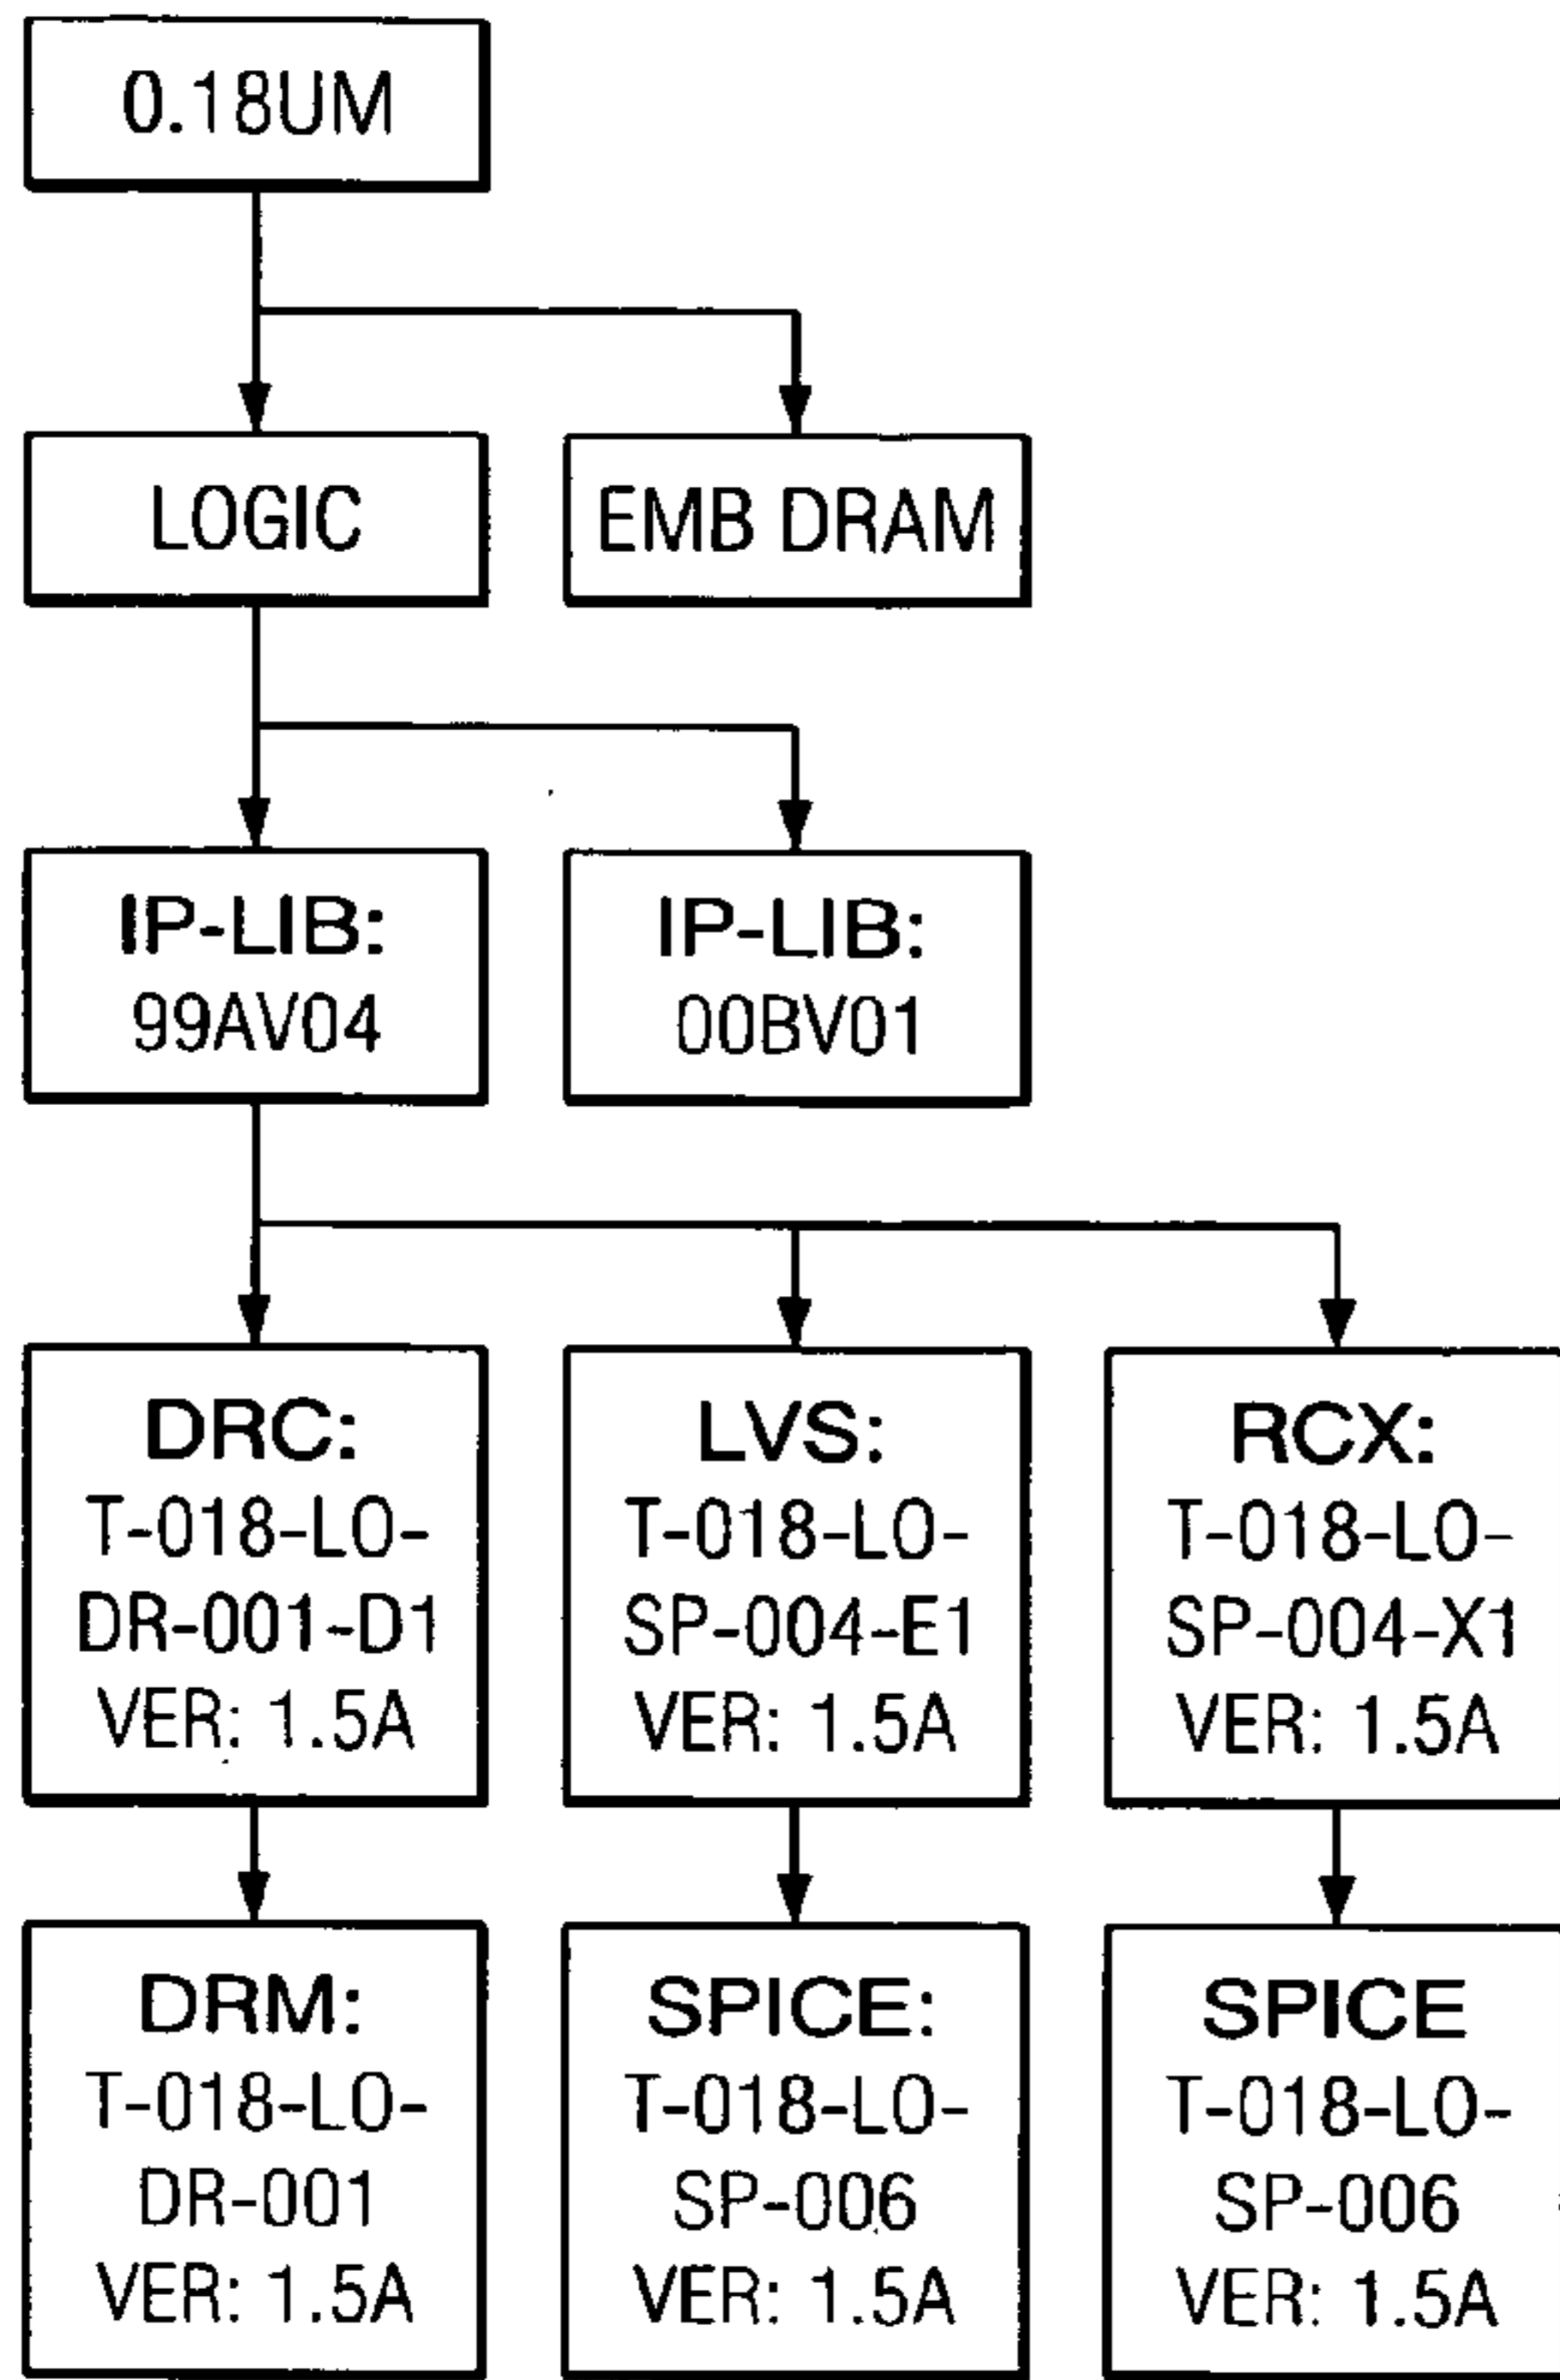 0.18UM
LOGIC
EMB DRAM
IP-LIB:
99AV04
IP-LIB:
00BV01
DRC:
T-018-LO-
DR-001-D1
VER: 1.5A
LVS:
T-018-LO-
SP-004-E1
VER: 1.5A
RCX:
T-018-LO-
SP-004-X1
VER: 1.5A
DRM:
T-018-LO-
DR-001
VER: 1.5A
SPICE:
T-018-LO-
SP-006
VER: 1.5A
SPICE
T-018-LO-
SP-006
VER: 1.5A